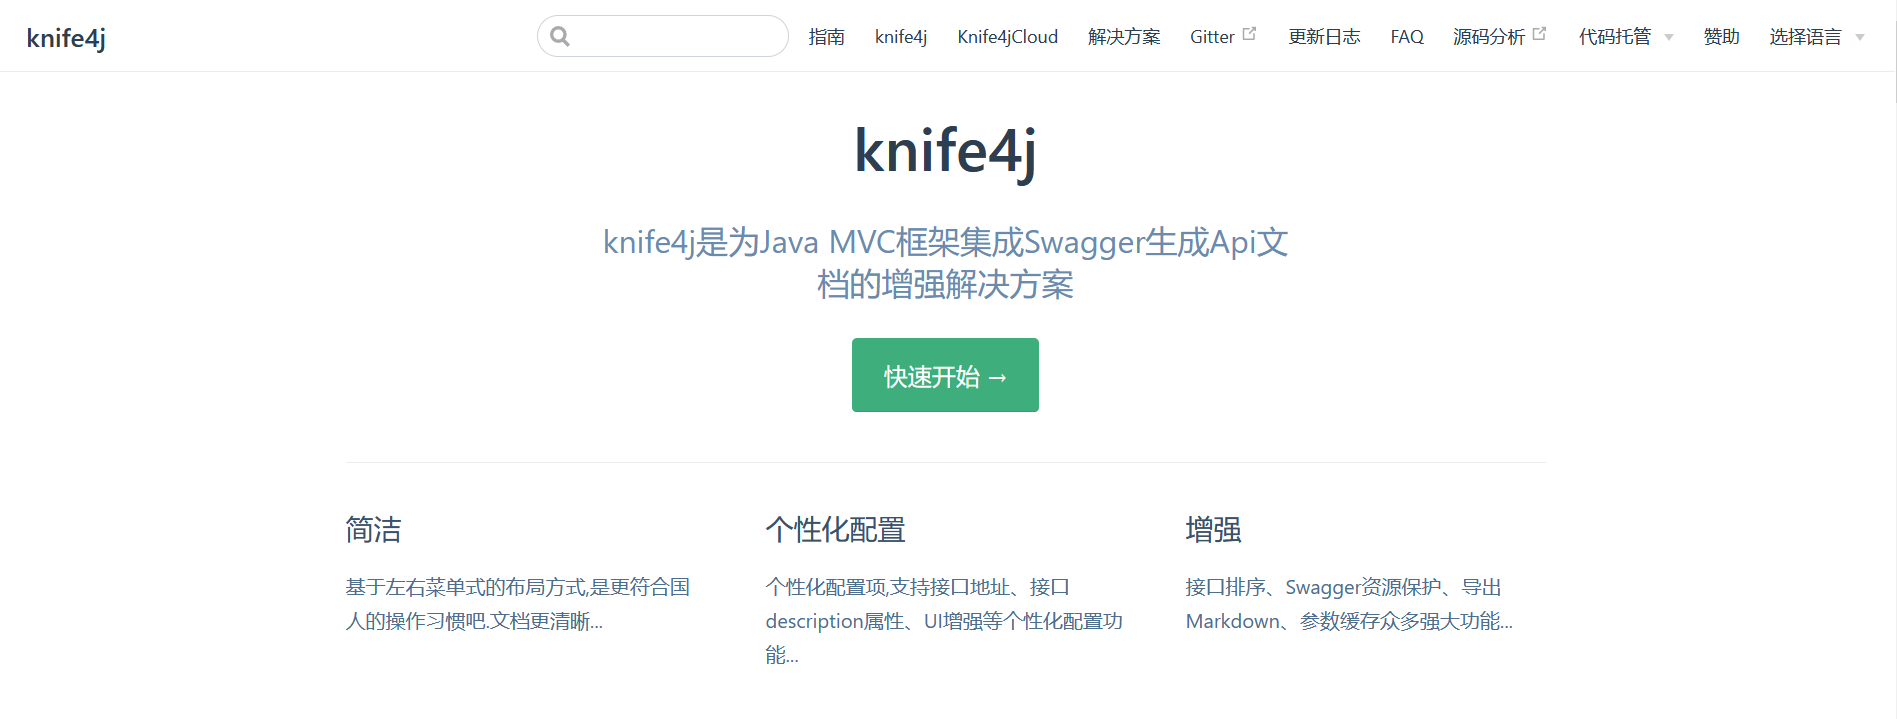 knife4j
指南 knife4j Knife4jCloud 解决方案 Gitter 更新日志 FAQ 源码分析 代码托管 赞助 选择语言
knife4j
knife4j是为Java MVC框架集成Swagger生成Api文
档的增强解决方案
快速开始 →
简洁
基于左右菜单式的布局方式,是更符合国
人的操作习惯吧.文档更清晰...
个性化配置
个性化配置项,支持接口地址、接口
description属性、UI增强等个性化配置功
能...
增强
接口排序、Swagger资源保护、导出
Markdown、参数缓存众多强大功能...